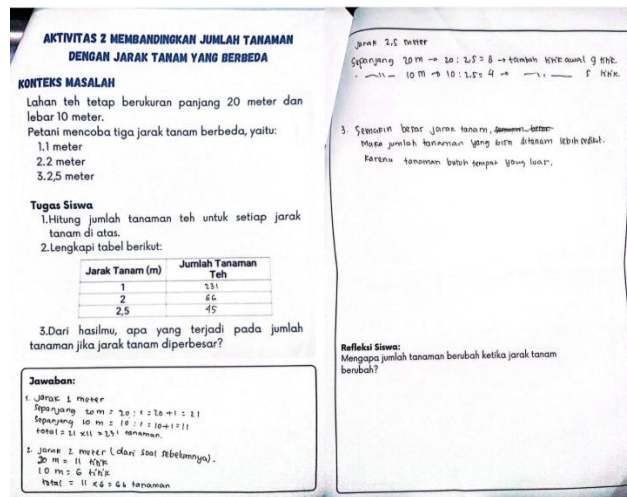 AKTIVITAS 2 MEMBANDINGKAN JUMLAH TANAMAN
DENGAN JARAK TANAM YANG BERBEDA
KONTEKS MASALAH
Lahan teh tetap berukuran panjang 20 meter dan
lebar 10 meter.
Petani mencoba tiga jarak tanam berbeda, yaitu:
1.1 meter
2.2 meter
3.2,5 meter
Tugas Siswa
1.Hitung jumlah tanaman teh untuk setiap jarak
tanam di atas.
2.Lengkapi tabel berikut:
Jarak Tanam (m) Jumlah Tanaman Teh
1 231
2 66
2,5 45
3.Dari hasilmu, apa yang terjadi pada jumlah
tanaman jika jarak tanam diperbesar?
Jawaban:
1. Jarak 1 meter
Sepanjang 20 m = 20 : 1 = 20 + 1 = 21
Sepanjang 10 m = 10 : 1 = 10 + 1 = 11
total = 21 x 11 = 231 tanaman.
2. Jarak 2 meter (dari soal sebelumnya).
20 m = 11 titik
10 m = 6 titik
total = 11 x 6 = 66 tanaman
Jarak 2,5 meter
Sepanjang 20 m → 20 : 2,5 = 8 → tambah titik awal 9 titik
— 11 — 10 m → 10 : 2,5 = 4 → — 11 — 5 titik
3. Semakin besar jarak tanam,
Maka jumlah tanaman yang bisa ditanam lebih sedikit.
Karena tanaman butuh tempat yang luas.
Refleksi Siswa:
Mengapa jumlah tanaman berubah ketika jarak tanam
berubah?